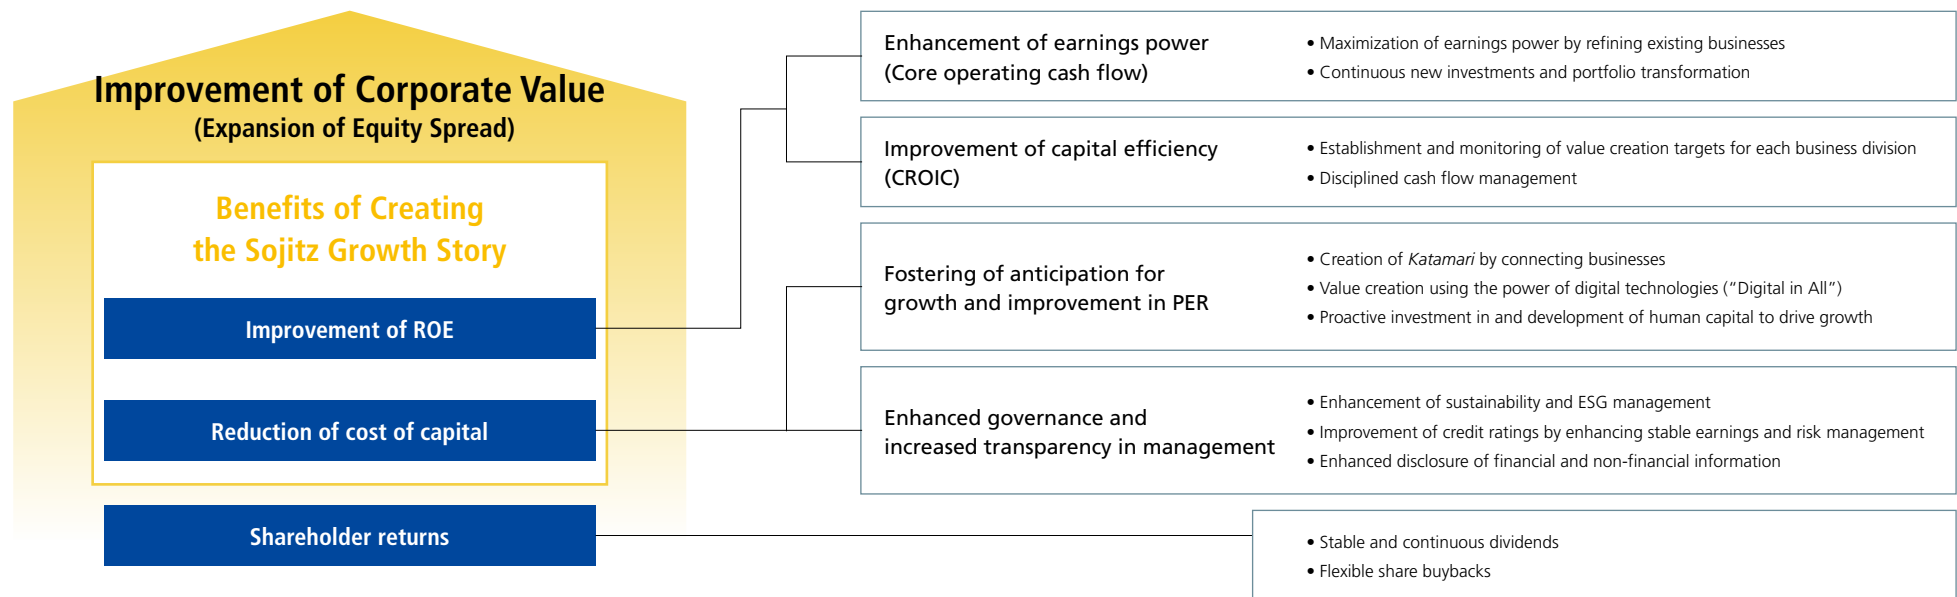 Improvement of Corporate Value
(Expansion of Equity Spread)
Benefits of Creating
the Sojitz Growth Story
Improvement of ROE
Reduction of cost of capital
Shareholder returns
Enhancement of earnings power
(Core operating cash flow)
• Maximization of earnings power by refining existing businesses
• Continuous new investments and portfolio transformation
Improvement of capital efficiency
(CROIC)
• Establishment and monitoring of value creation targets for each business division
• Disciplined cash flow management
Fostering of anticipation for
growth and improvement in PER
• Creation of Katamari by connecting businesses
• Value creation using the power of digital technologies (“Digital in All”)
• Proactive investment in and development of human capital to drive growth
Enhanced governance and
increased transparency in management
• Enhancement of sustainability and ESG management
• Improvement of credit ratings by enhancing stable earnings and risk management
• Enhanced disclosure of financial and non-financial information
• Stable and continuous dividends
• Flexible share buybacks